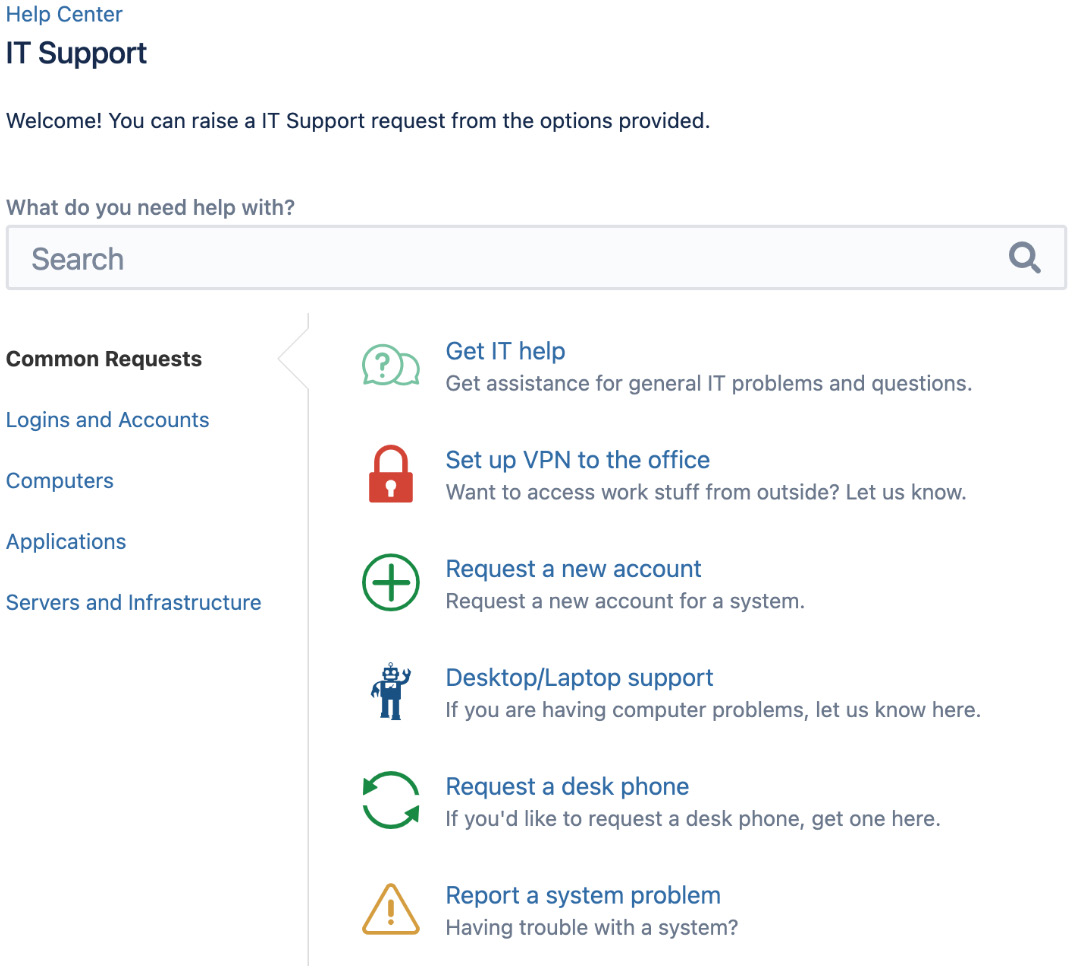 Help Center
IT Support
Welcome! You can raise a IT Support request from the options provided.
What do you need help with?
Search
Common Requests
Logins and Accounts
Computers
Applications
Servers and Infrastructure
Get IT help
Get assistance for general IT problems and questions.
Set up VPN to the office
Want to access work stuff from outside? Let us know.
Request a new account
Request a new account for a system.
Desktop/Laptop support
If you are having computer problems, let us know here.
Request a desk phone
If you'd like to request a desk phone, get one here.
Report a system problem
Having trouble with a system?